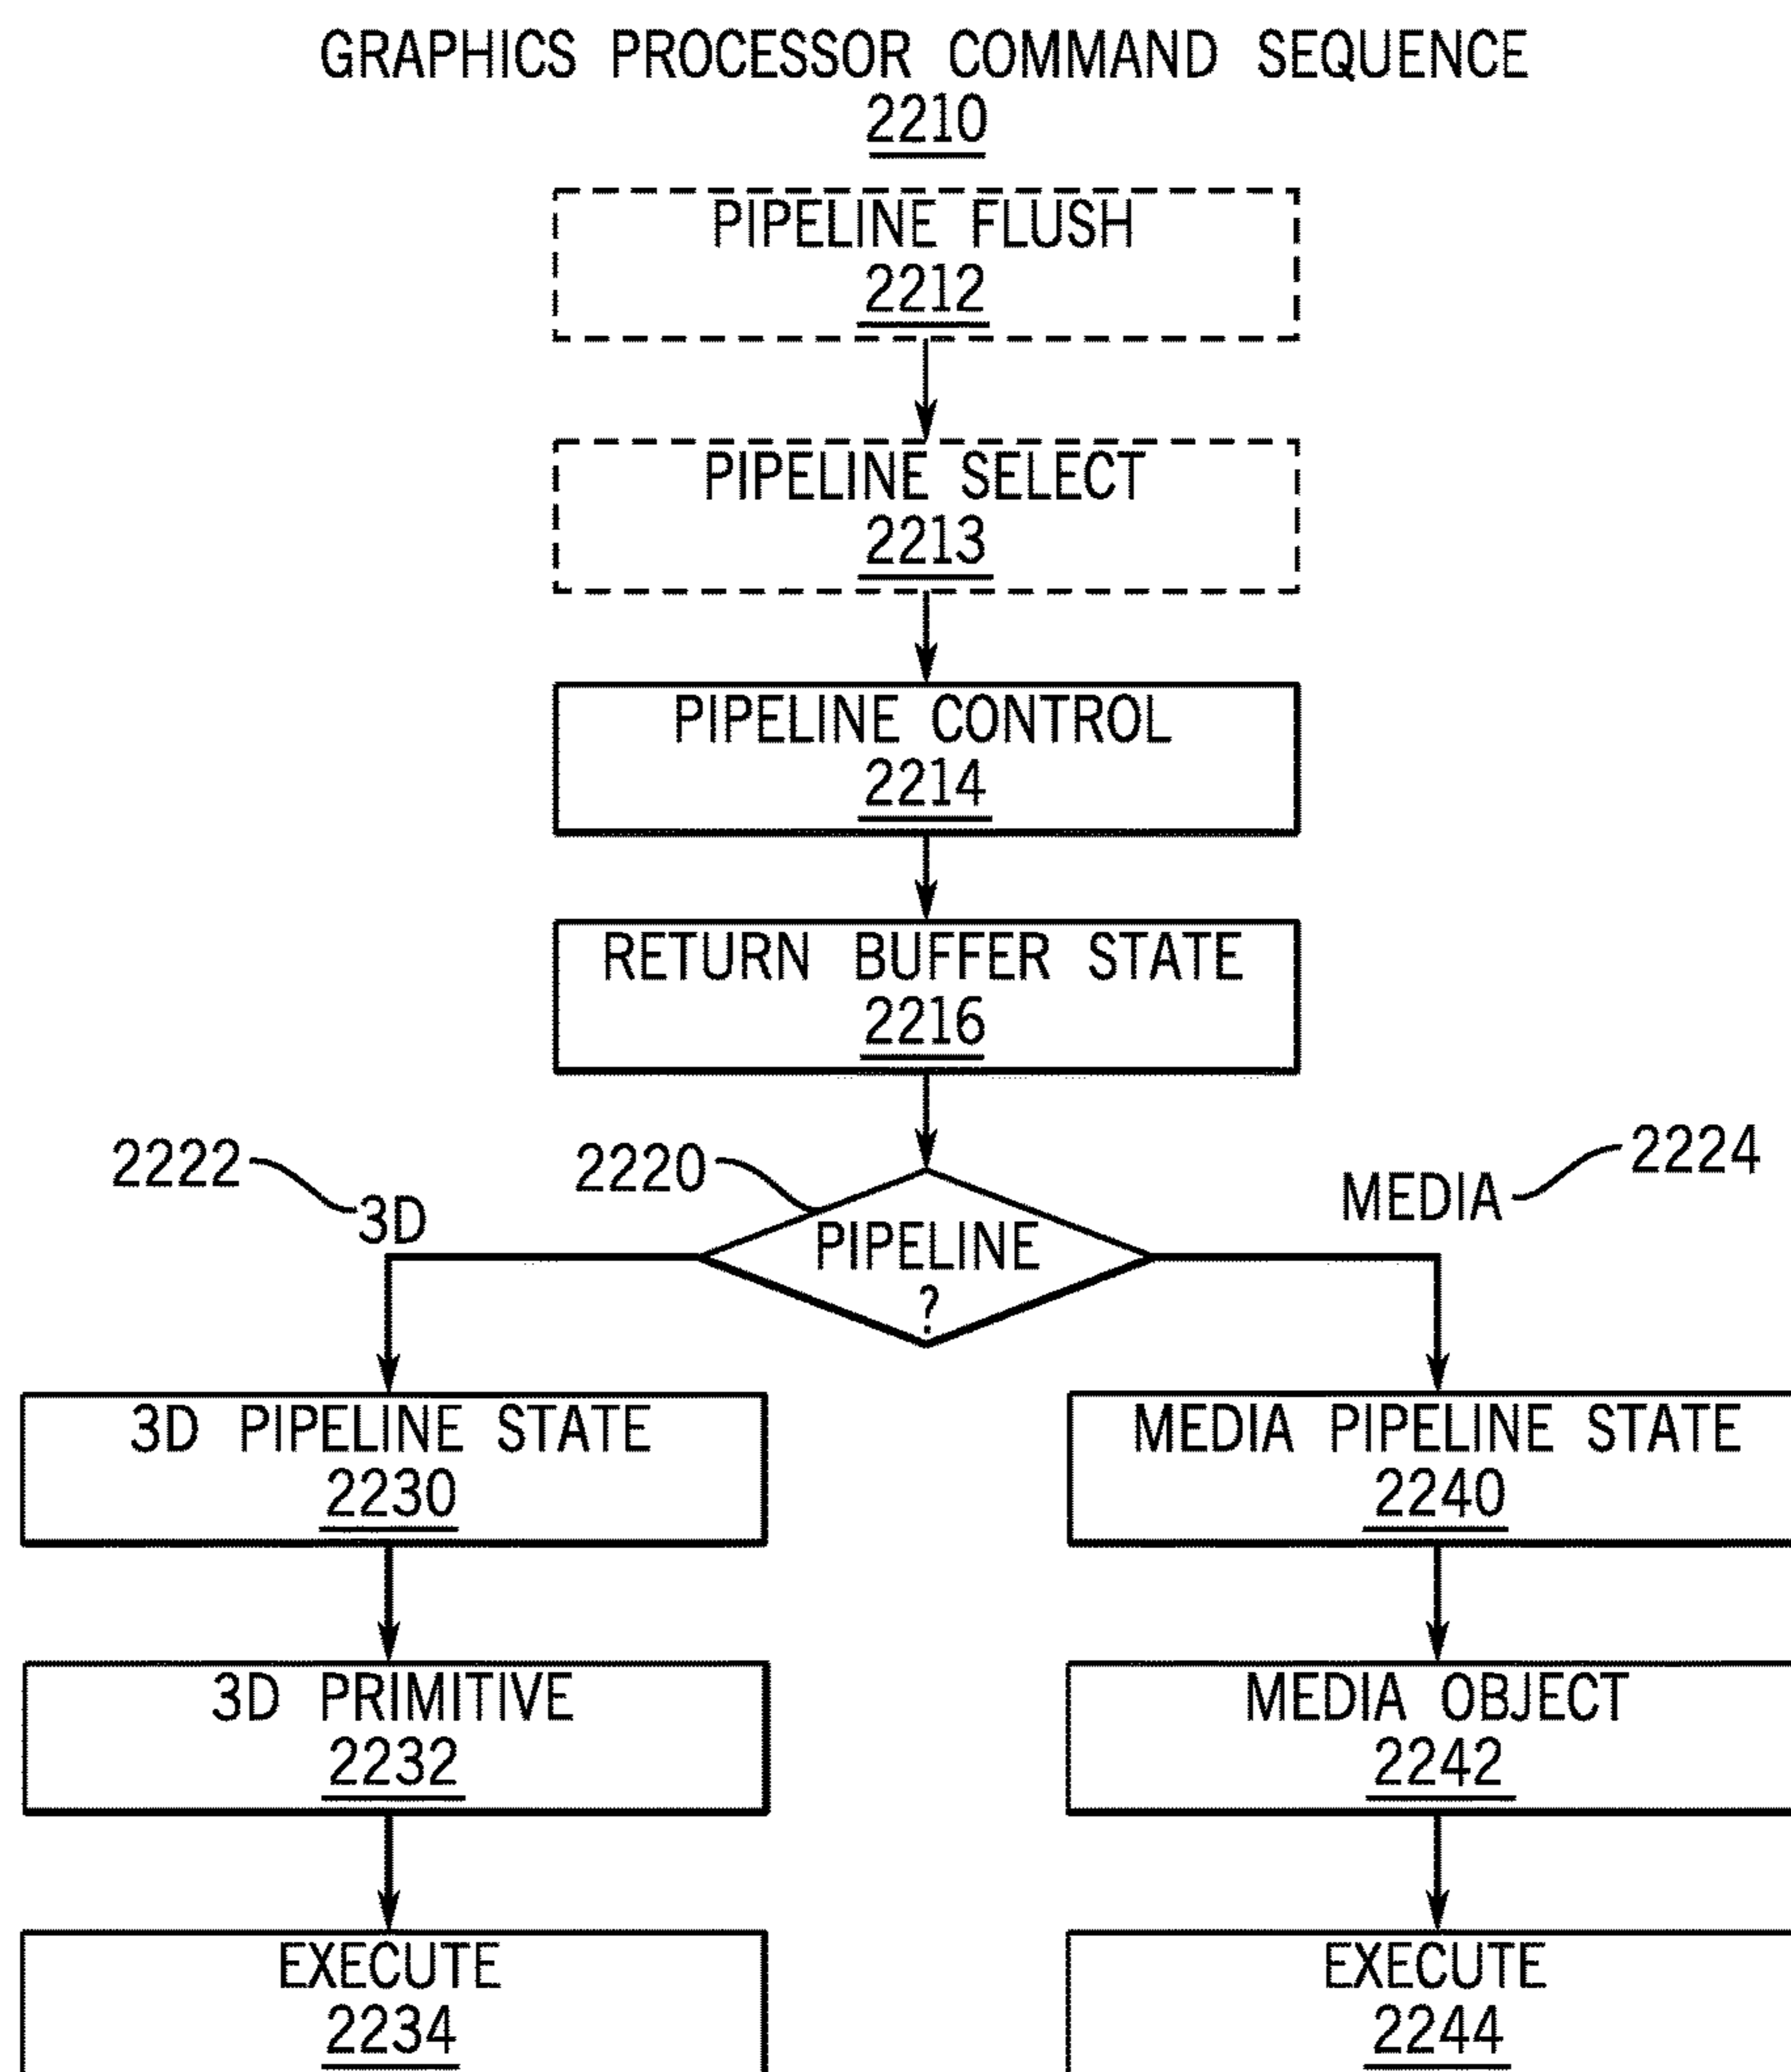 GRAPHICS PROCESSOR COMMAND SEQUENCE
2210
PIPELINE FLUSH
2212
PIPELINE SELECT
2213
PIPELINE CONTROL
2214
RETURN BUFFER STATE
2216
2222
3D
2220
PIPELINE
?
MEDIA
2224
3D PIPELINE STATE
2230
MEDIA PIPELINE STATE
2240
3D PRIMITIVE
2232
MEDIA OBJECT
2242
EXECUTE
2234
EXECUTE
2244